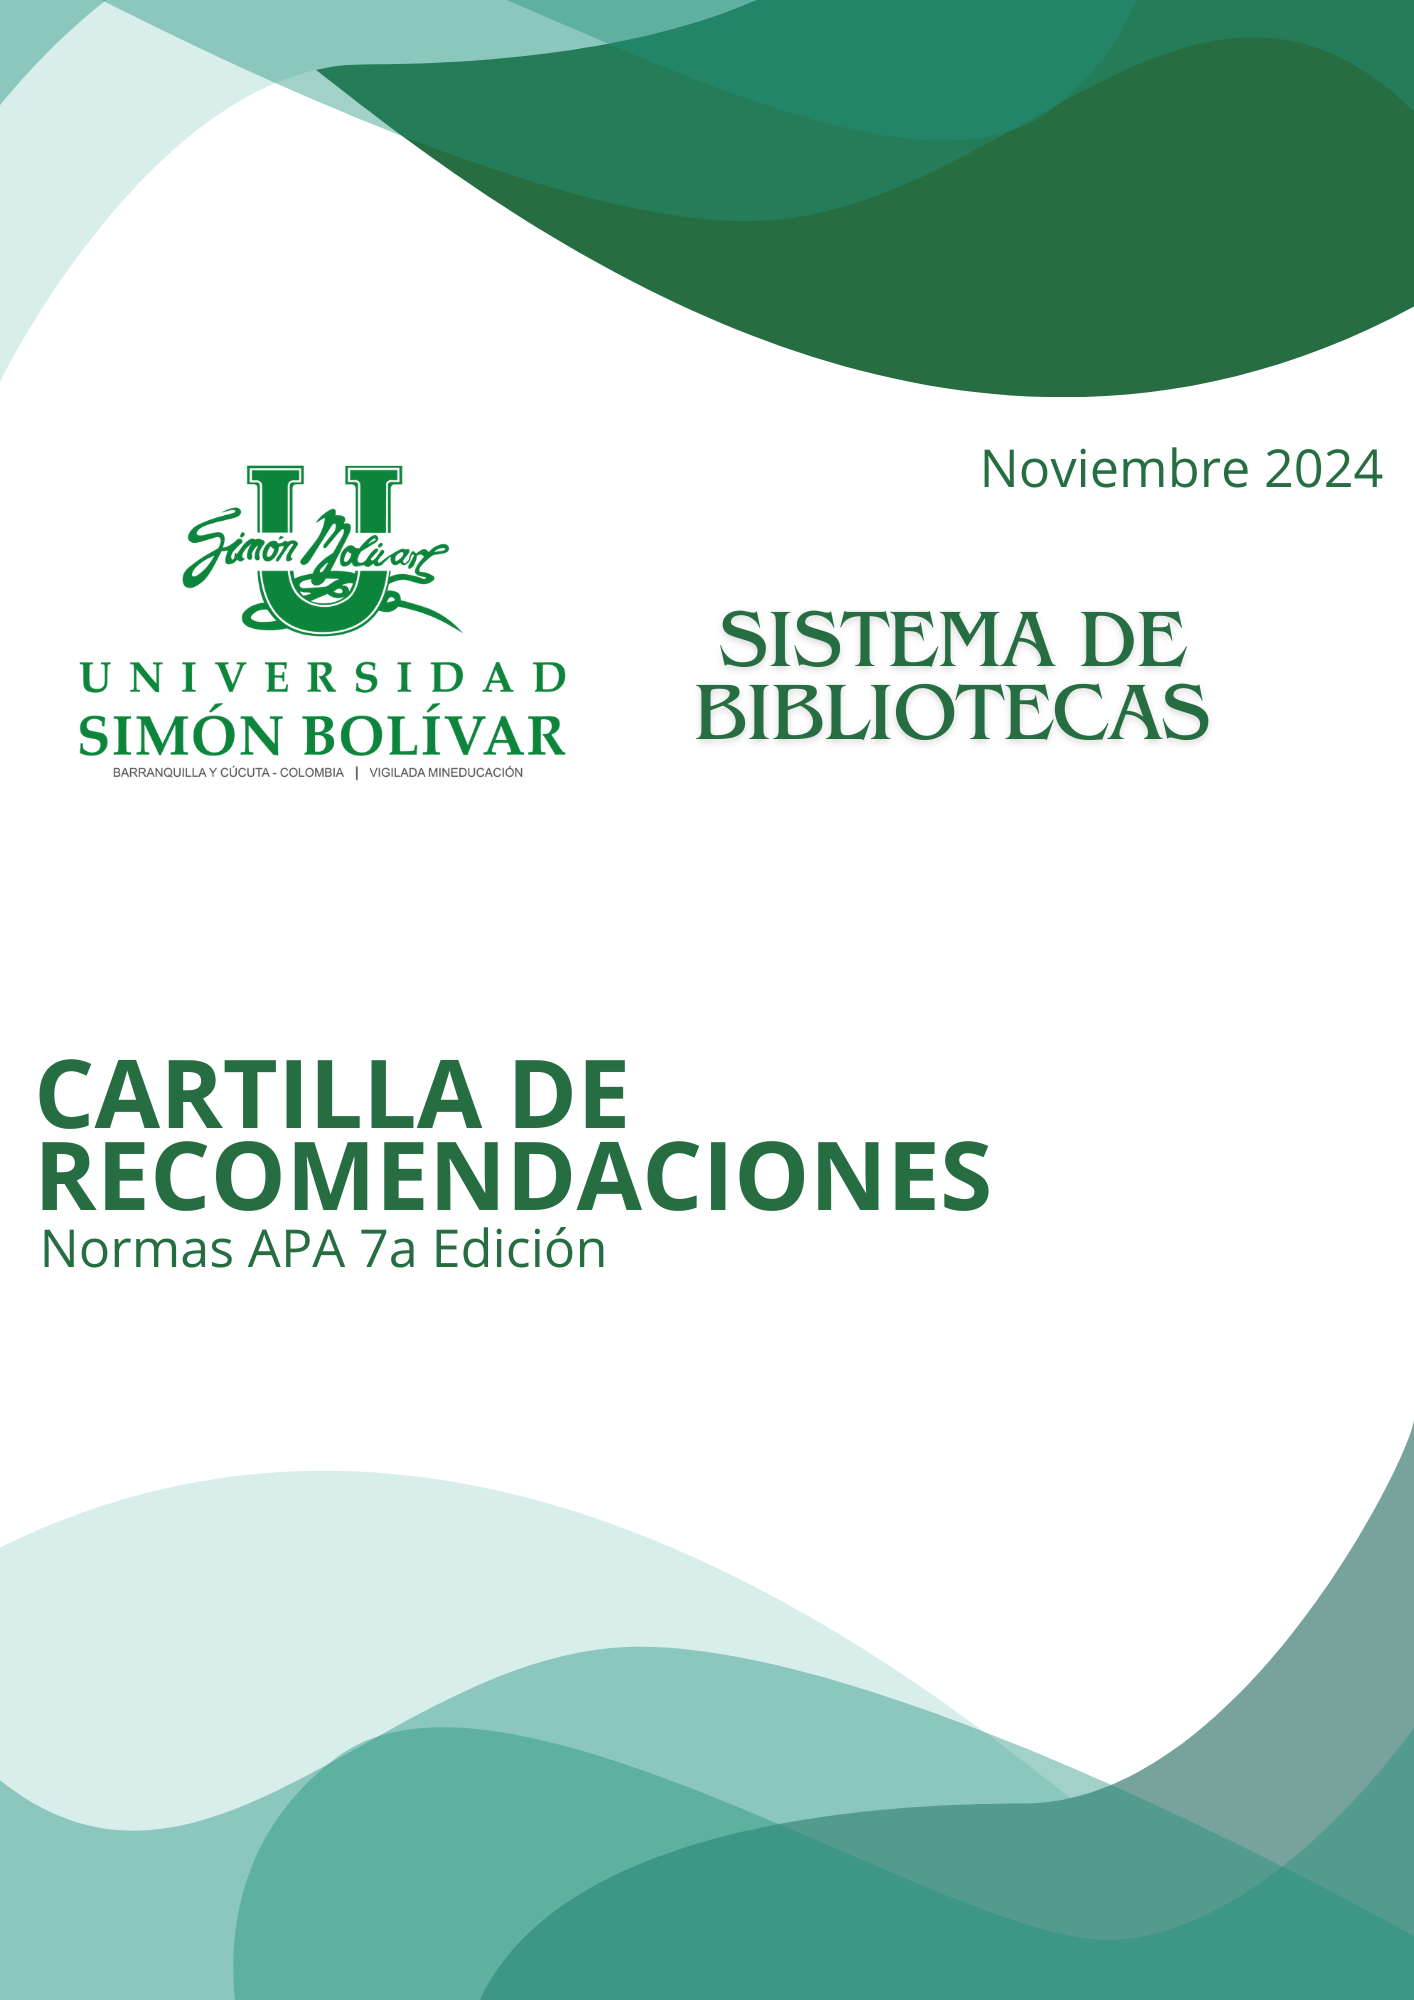 Noviembre 2024
U
Simón Bolívar
UNIVERSIDAD
SIMÓN BOLÍVAR
BARRANQUILLA Y CÚCUTA - COLOMBIA | VIGILADA MINEDUCACIÓN
SISTEMA DE
BIBLIOTECAS
CARTILLA DE
RECOMENDACIONES
Normas APA 7a Edición